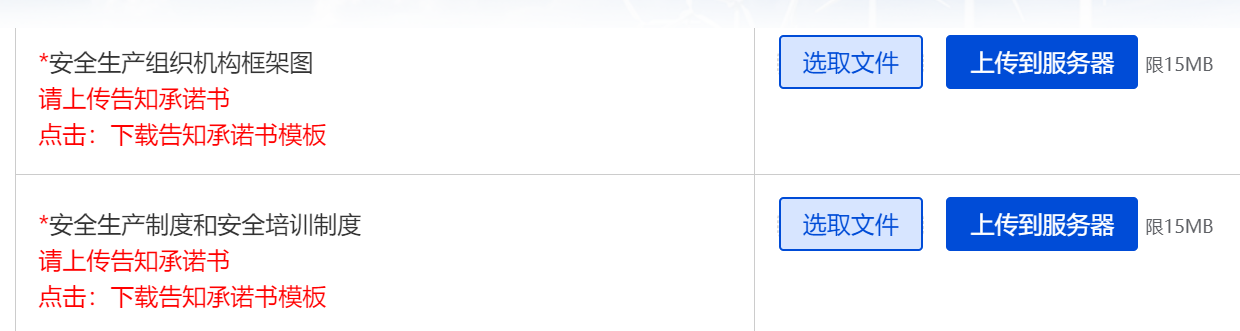 *安全生产组织机构框架图
请上传告知承诺书
点击：下载告知承诺书模板
选取文件 上传到服务器 限15MB
*安全生产制度和安全培训制度
请上传告知承诺书
点击：下载告知承诺书模板
选取文件 上传到服务器 限15MB